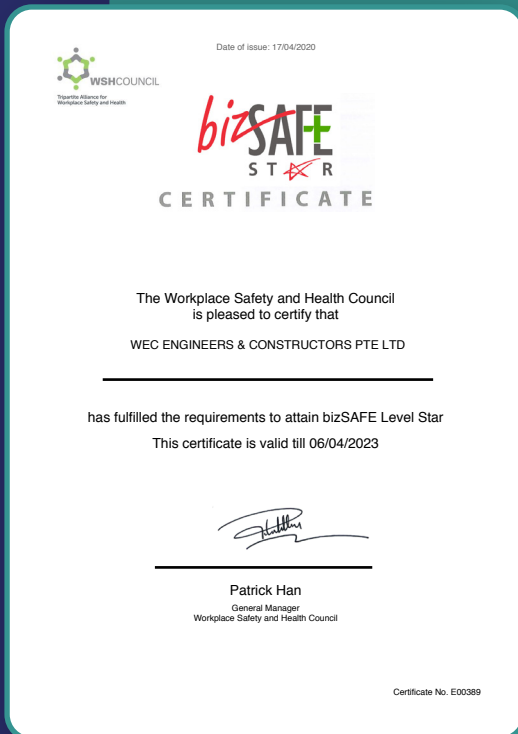 Date of issue: 17/04/2020
WSHCOUNCIL
Tripartite Alliance for
Workplace Safety and Health
bizSAFE
STAR
CERTIFICATE
The Workplace Safety and Health Council
is pleased to certify that
WEC ENGINEERS & CONSTRUCTORS PTE LTD
has fulfilled the requirements to attain bizSAFE Level Star
This certificate is valid till 06/04/2023
Patrick Han
General Manager
Workplace Safety and Health Council
Certificate No. E00389